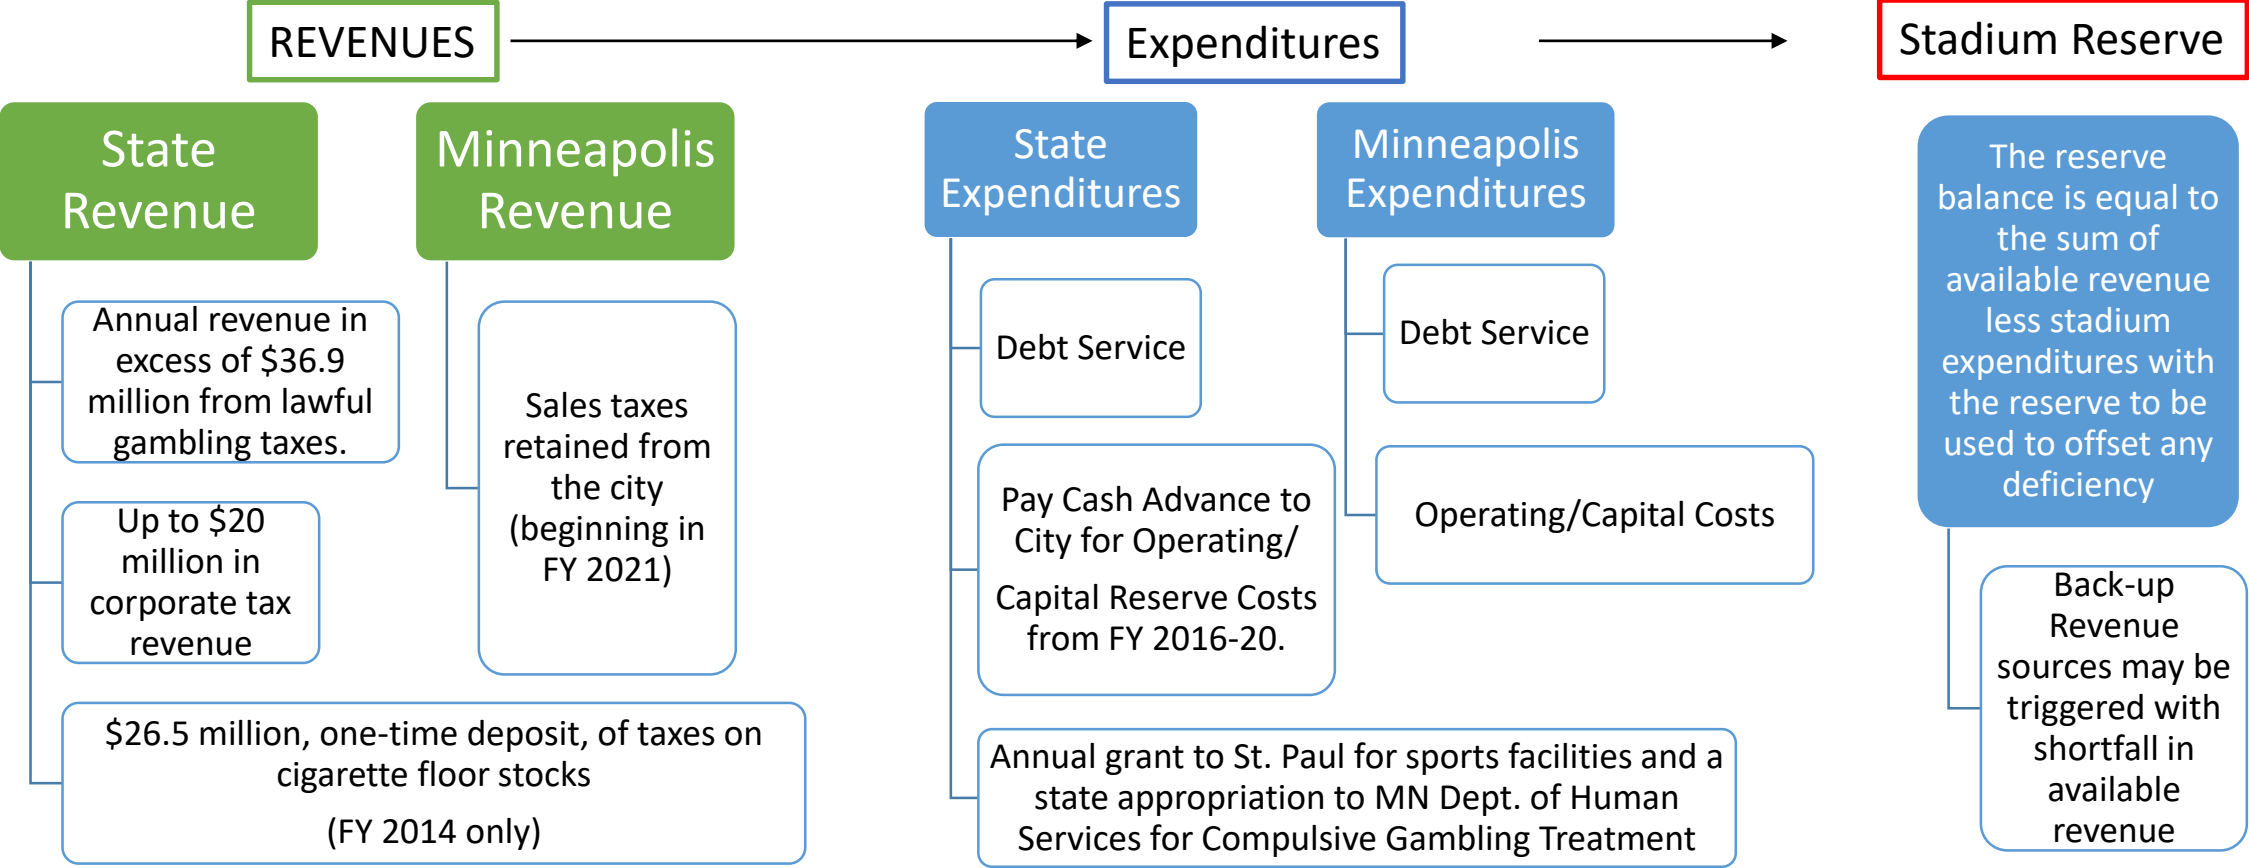 REVENUES
Expenditures
Stadium Reserve
State
Revenue
Annual revenue in
excess of $36.9
million from lawful
gambling taxes.
Up to $20
million in
corporate tax
revenue
$26.5 million, one-time deposit, of taxes on
cigarette floor stocks
(FY 2014 only)
Minneapolis
Revenue
Sales taxes
retained from
the city
(beginning in
FY 2021)
State
Expenditures
Debt Service
Pay Cash Advance to
City for Operating/
Capital Reserve Costs
from FY 2016-20.
Annual grant to St. Paul for sports facilities and a
state appropriation to MN Dept. of Human
Services for Compulsive Gambling Treatment
Minneapolis
Expenditures
Debt Service
Operating/Capital Costs
The reserve
balance is equal to
the sum of
available revenue
less stadium
expenditures with
the reserve to be
used to offset any
deficiency
Back-up
Revenue
sources may be
triggered with
shortfall in
available
revenue